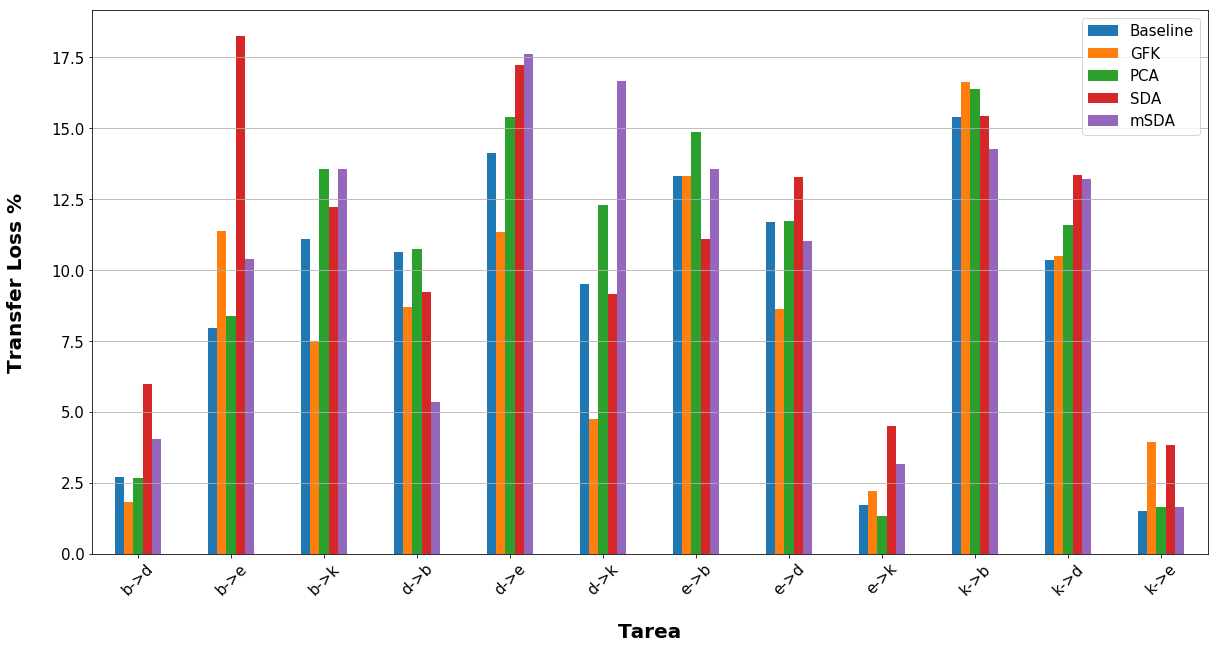 Baseline
GFK
PCA
SDA
mSDA
Transfer Loss %
17.5
15.0
12.5
10.0
7.5
5.0
2.5
0.0
b->d b->e b->k d->b d->e d->k e->b e->d e->k k->b k->d k->e
Tarea